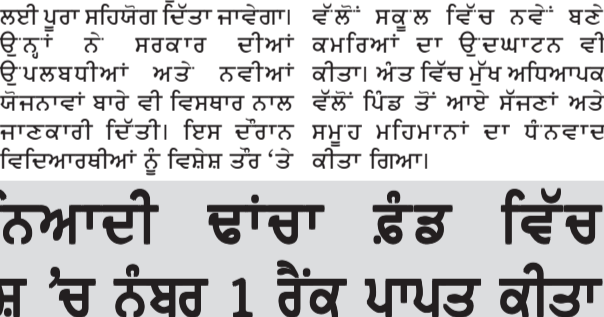 ਲਈ ਪੂਰਾ ਸਹਿਯੋਗ ਦਿੱਤਾ ਜਾਵੇਗਾ।
ਉਨ੍ਹਾਂ ਨੇ ਸਰਕਾਰ ਦੀਆਂ
ਉਪਲਬਧੀਆਂ ਅਤੇ ਨਵੀਆਂ
ਯੋਜਨਾਵਾਂ ਬਾਰੇ ਵੀ ਵਿਸਥਾਰ ਨਾਲ
ਜਾਣਕਾਰੀ ਦਿੱਤੀ। ਇਸ ਦੌਰਾਨ
ਵਿਦਿਆਰਥੀਆਂ ਨੂੰ ਵਿਸ਼ੇਸ਼ ਤੌਰ ‘ਤੇ
ਵੱਲੋਂ ਸਕੂਲ ਵਿੱਚ ਨਵੇਂ ਬਣੇ
ਕਮਰਿਆਂ ਦਾ ਉਦਘਾਟਨ ਵੀ
ਕੀਤਾ। ਅੰਤ ਵਿੱਚ ਮੁੱਖ ਅਧਿਆਪਕ
ਵੱਲੋਂ ਪਿੰਡ ਤੋਂ ਆਏ ਸੱਜਣਾਂ ਅਤੇ
ਸਮੂਹ ਮਹਿਮਾਨਾਂ ਦਾ ਧੰਨਵਾਦ
ਕੀਤਾ ਗਿਆ।
ਨਿਆਦੀ ਢਾਂਚਾ ਫ਼ੰਡ ਵਿੱਚ
ਸ਼ ’ਚ ਨੰਬਰ 1 ਰੈਂਕ ਪ੍ਰਾਪਤ ਕੀਤਾ